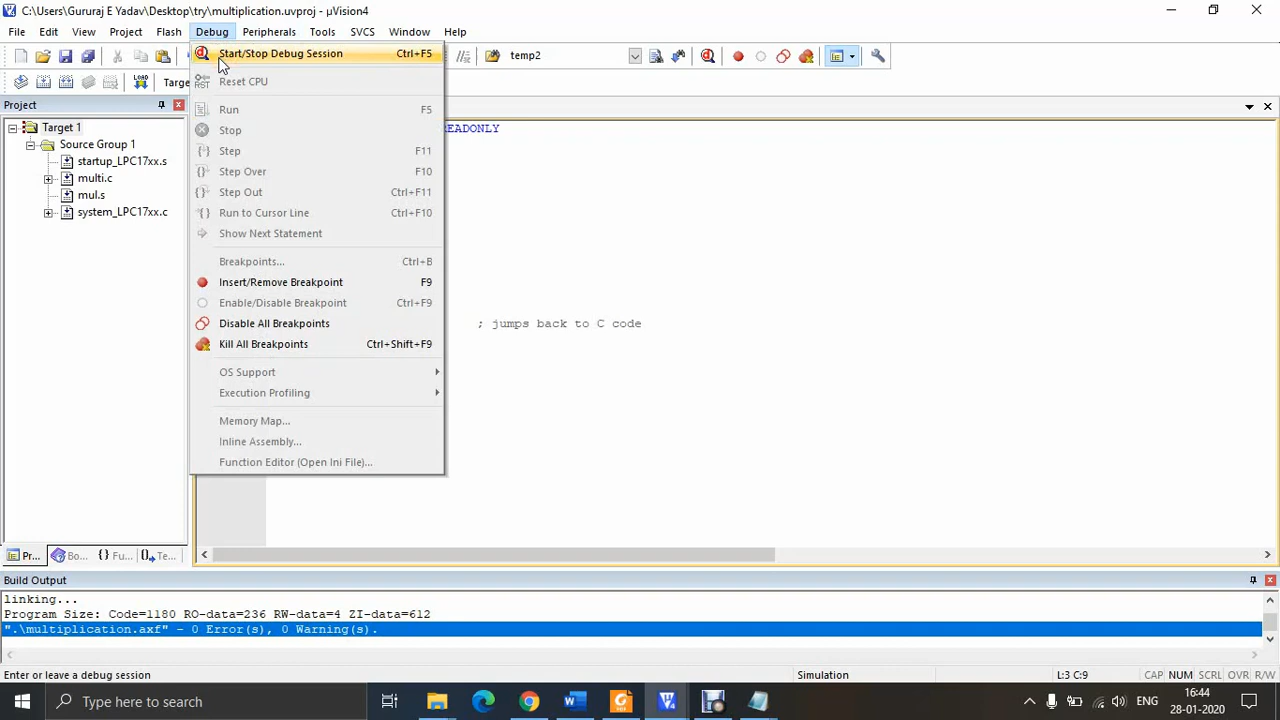 C:\Users\Gururaj E Yadav\Desktop\try\multiplication.uvproj - µVision4
File Edit View Project Flash Debug Peripherals Tools SVCS Window Help
Start/Stop Debug Session Ctrl+F5
temp2
Reset CPU
Targe
Project
Run F5
READONLY
Target 1
Stop
Source Group 1
Step F11
startup_LPC17xx.s
Step Over F10
multi.c
Step Out Ctrl+F11
mul.s
Run to Cursor Line Ctrl+F10
system_LPC17xx.c
Show Next Statement
Breakpoints... Ctrl+B
Insert/Remove Breakpoint F9
Enable/Disable Breakpoint Ctrl+F9
Disable All Breakpoints
; jumps back to C code
Kill All Breakpoints Ctrl+Shift+F9
OS Support
Execution Profiling
Memory Map...
Inline Assembly...
Function Editor (Open Ini File)...
Pr... Bo... {} Fu... Te...
Build Output
linking...
Program Size: Code=1180 RO-data=236 RW-data=4 ZI-data=612
".\multiplication.axf" - 0 Error(s), 0 Warning(s).
Enter or leave a debug session Simulation L:3 C:9 CAP NUM SCRL OVR R/W
Type here to search
ENG
16:44
28-01-2020